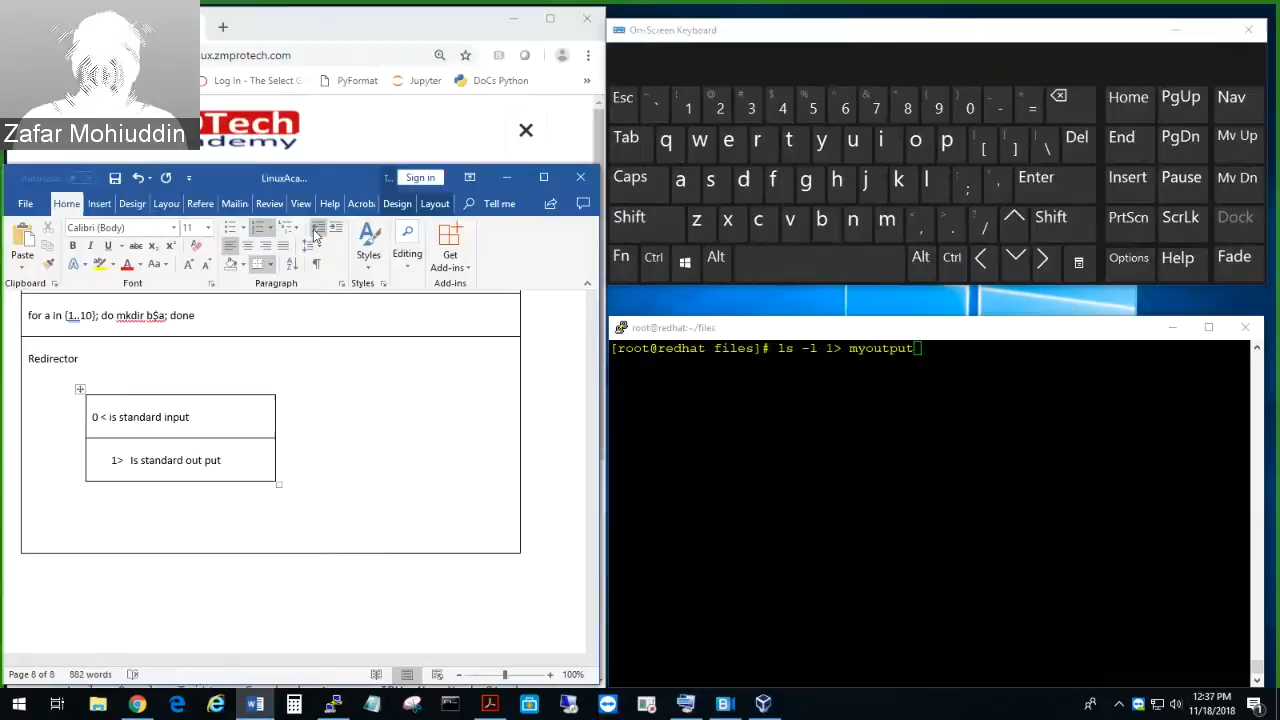 Zafar Mohiuddin
ux.zmprotech.com
Log In - The Select G
PyFormat
Jupyter
DoCs Python
»
Tech
demy
LinuxAca...
T...
Sign in
File
Home
Insert
Design
Layou
Refere
Mailin
Review
View
Help
Acroba
Design
Layout
Tell me
Calibri (Body)
11
Paste
Styles
Editing
Get
Add-ins
Clipboard
Font
Paragraph
Styles
Add-ins
for a in {1..10}; do mkdir b$a; done
Redirector
0 < is standard input
1> Is standard out put
Page 8 of 8
882 words
100%
On-Screen Keyboard
Esc ~ ` ! 1 @ 2 # 3 $ 4 % 5 ^ 6 & 7 * 8 ( 9 ) 0 _ - + = Home PgUp Nav
Tab q w e r t y u i o p { [ } ] | \ Del End PgDn Mv Up
Caps a s d f g h j k l : ; " ' Enter Insert Pause Mv Dn
Shift z x c v b n m < , > . ? / Shift PrtScn ScrLk Dock
Fn Ctrl Alt Alt Ctrl Options Help Fade
root@redhat:~/files
[root@redhat files]# ls -l 1> myoutput
12:37 PM
11/18/2018